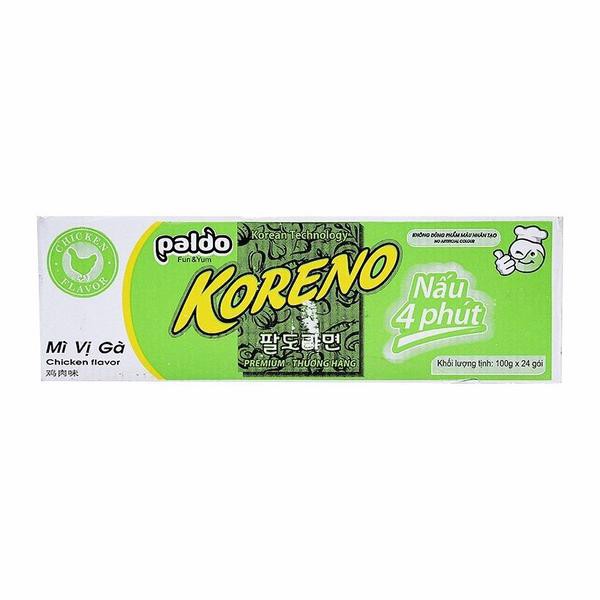 CHICKEN
FLAVOR
paldo
Fun & Yum
Mì Vị Gà
Chicken flavor
鸡肉味
Korean Technology
KORENO
팔도라면
PREMIUM - THƯỢNG HẠNG
KHÔNG DÙNG PHẨM MÀU NHÂN TẠO
NO ARTIFICIAL COLOUR
Nấu
4 phút
Khối lượng tịnh: 100g x 24 gói